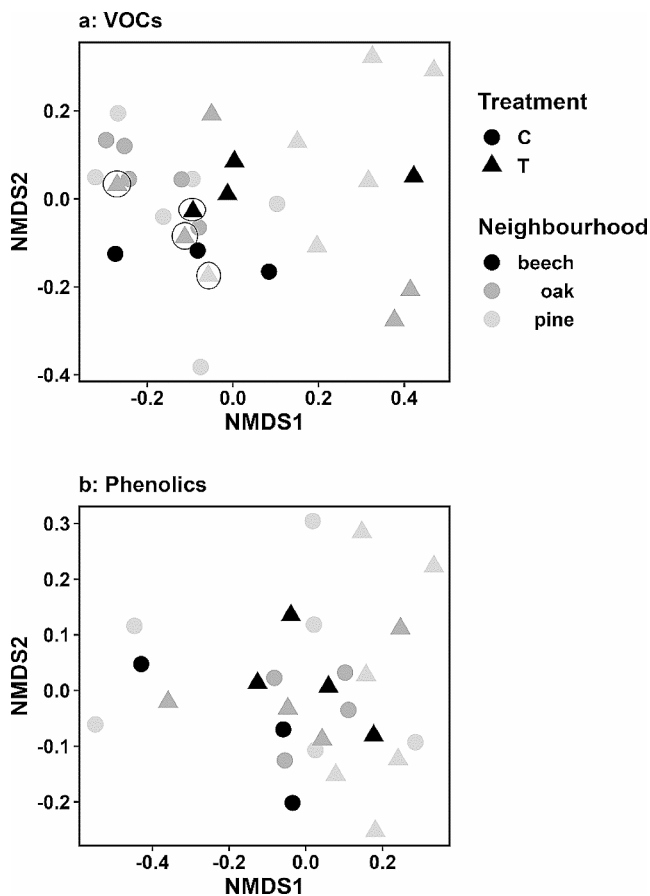 a: VOCs
0.2
0.0
-0.2
-0.4
NMDS2
-0.2
0.0
0.2
0.4
NMDS1
Treatment
C
T
Neighbourhood
beech
oak
pine
b: Phenolics
0.3
0.2
0.1
0.0
-0.1
-0.2
NMDS2
-0.4
-0.2
0.0
0.2
NMDS1